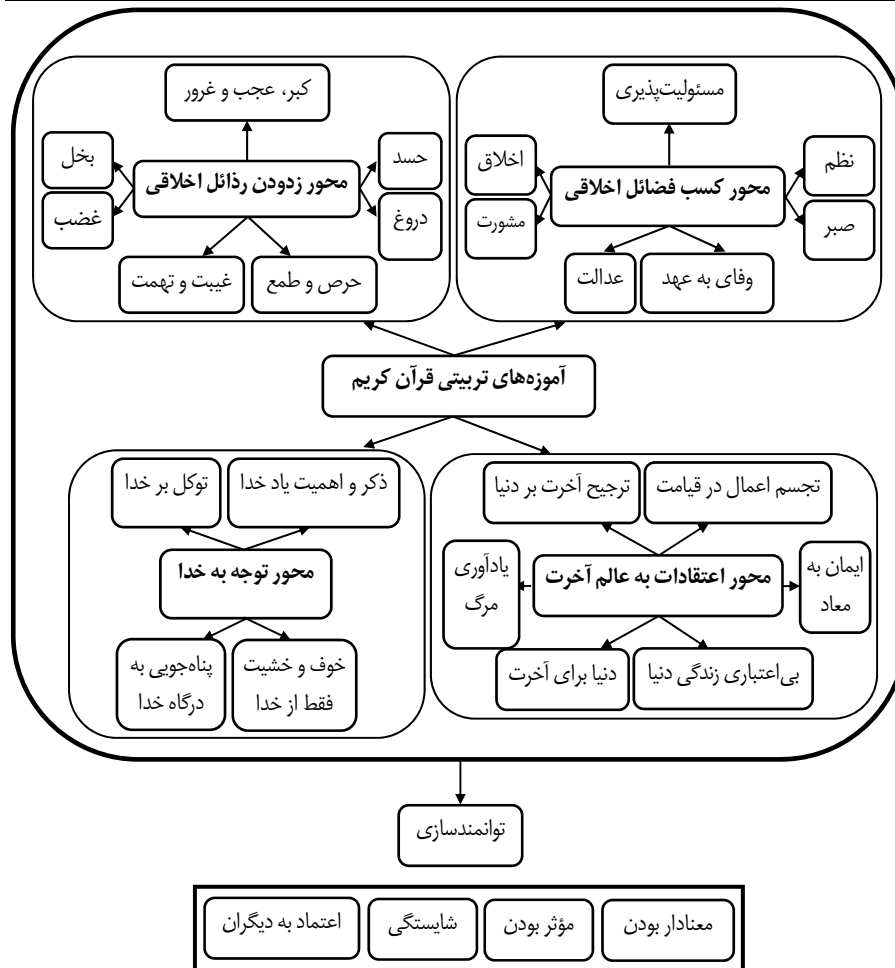 مسئولیت‌پذیری
نظم
اخلاق
محور کسب فضائل اخلاقی
صبر
مشورت
وفای به عهد
عدالت
کبر، عجب و غرور
حسد
بخل
محور زدودن رذائل اخلاقی
دروغ
غضب
حرص و طمع
غیبت و تهمت
آموزه‌های تربیتی قرآن کریم
تجسم اعمال در قیامت
ترجیح آخرت بر دنیا
ایمان به
معاد
محور اعتقادات به عالم آخرت
یادآوری
مرگ
بی‌اعتباری زندگی دنیا
دنیا برای آخرت
ذکر و اهمیت یاد خدا
توکل بر خدا
محور توجه به خدا
خوف و خشیت
فقط از خدا
پناه‌جویی به
درگاه خدا
توانمندسازی
معنادار بودن
مؤثر بودن
شایستگی
اعتماد به دیگران